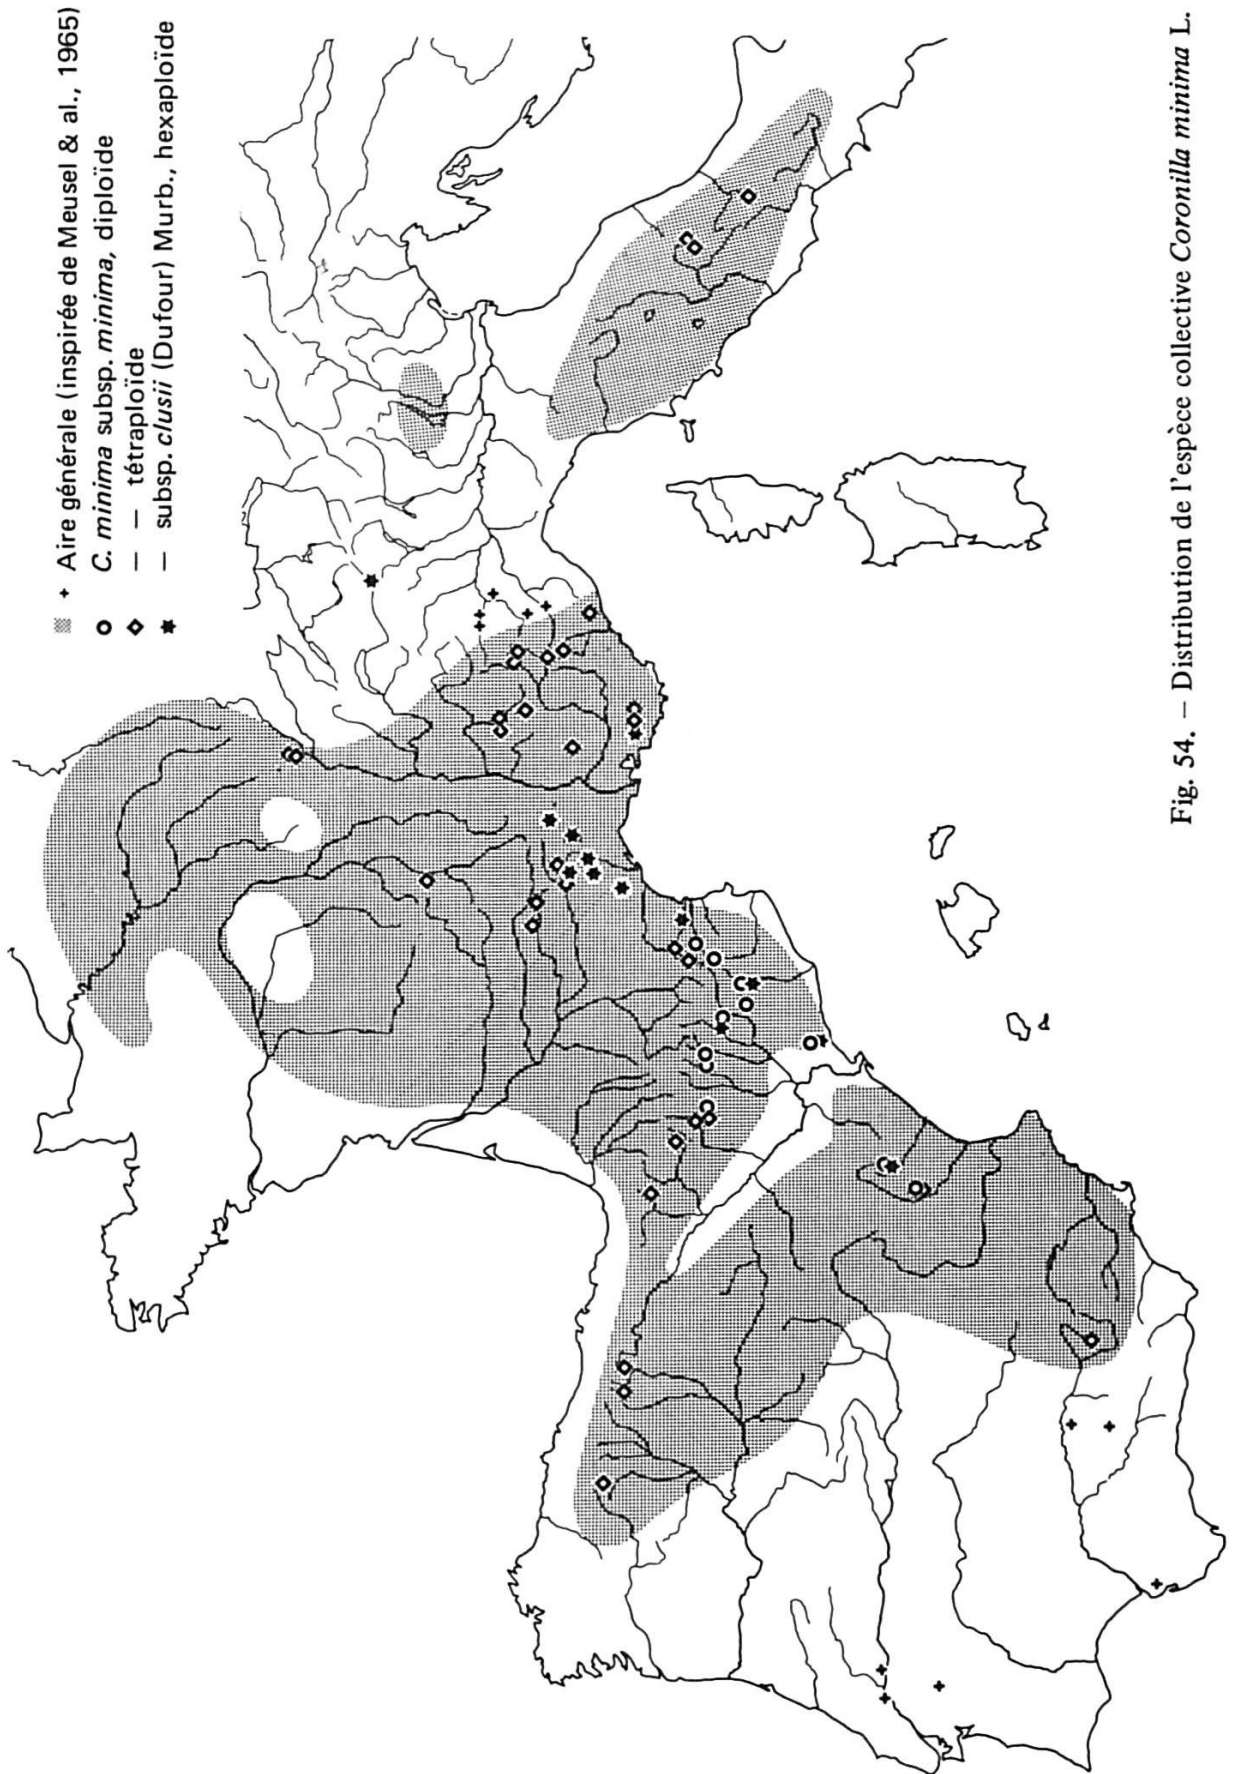 + Aire générale (inspirée de Meusel & al., 1965)
C. minima subsp. minima, diploïde
— — tétraploïde
— subsp. clusii (Dufour) Murb., hexaploïde
Fig. 54. — Distribution de l'espèce collective Coronilla minima L.